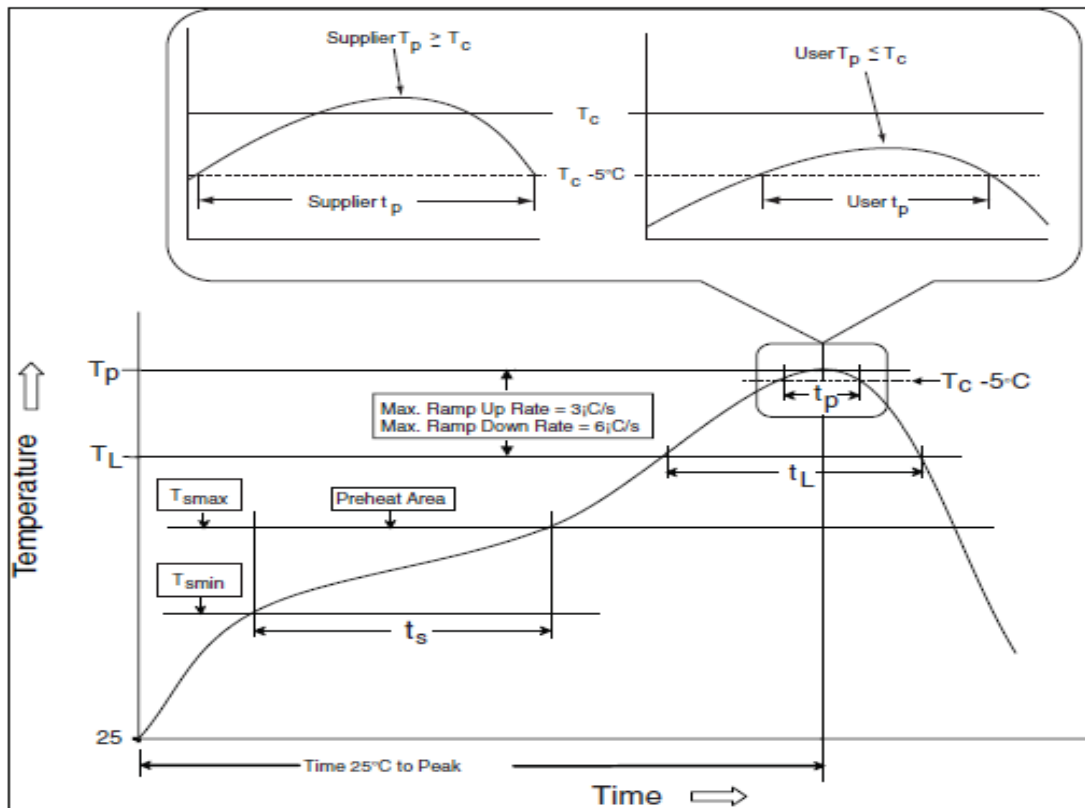 Supplier Tp ≥ Tc
User Tp ≤ Tc
Tc
Tc -5°C
Supplier tp
User tp
Tp
Tc -5°C
tp
Max. Ramp Up Rate = 3¡C/s
Max. Ramp Down Rate = 6¡C/s
TL
tL
Tsmax
Preheat Area
Tsmin
ts
Temperature
25
Time 25°C to Peak
Time